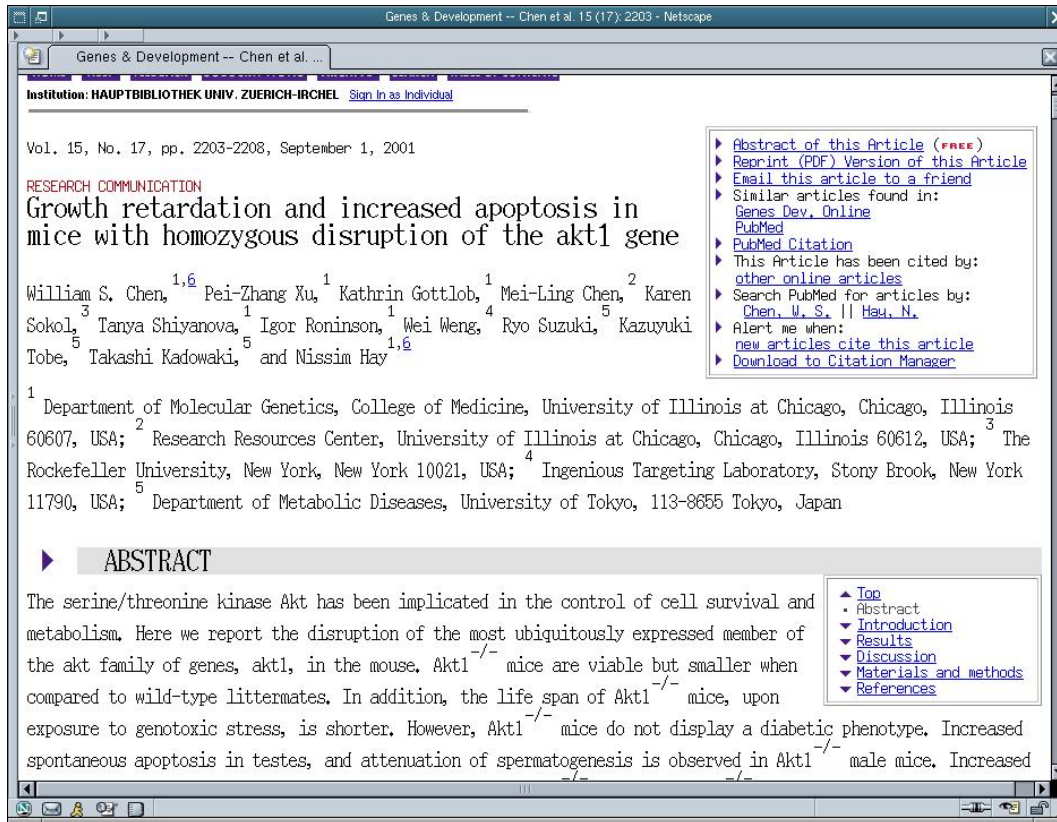 Genes & Development -- Chen et al. 15 (17): 2203 - Netscape
Genes & Development -- Chen et al. ...
Institution: HAUPTBIBLIOTHEK UNIV. ZUERICH-IRCHEL Sign In as Individual
Vol. 15, No. 17, pp. 2203-2208, September 1, 2001
RESEARCH COMMUNICATION
Growth retardation and increased apoptosis in
mice with homozygous disruption of the akt1 gene
William S. Chen,1,6 Pei-Zhang Xu,1 Kathrin Gottlob,1 Mei-Ling Chen,2 Karen
Sokol,3 Tanya Shiyanova,1 Igor Roninson,1 Wei Weng,4 Ryo Suzuki,5 Kazuyuki
Tobe,5 Takashi Kadowaki,5 and Nissim Hay1,6
Abstract of this Article (FREE)
Reprint (PDF) Version of this Article
Email this article to a friend
Similar articles found in:
Genes Dev. Online
PubMed
PubMed Citation
This Article has been cited by:
other online articles
Search PubMed for articles by:
Chen, W. S. || Hay, N.
Alert me when:
new articles cite this article
Download to Citation Manager
1 Department of Molecular Genetics, College of Medicine, University of Illinois at Chicago, Chicago, Illinois
60607, USA; 2 Research Resources Center, University of Illinois at Chicago, Chicago, Illinois 60612, USA; 3 The
Rockefeller University, New York, New York 10021, USA; 4 Ingenious Targeting Laboratory, Stony Brook, New York
11790, USA; 5 Department of Metabolic Diseases, University of Tokyo, 113-8655 Tokyo, Japan
ABSTRACT
The serine/threonine kinase Akt has been implicated in the control of cell survival and
metabolism. Here we report the disruption of the most ubiquitously expressed member of
the akt family of genes, akt1, in the mouse. Akt1-/- mice are viable but smaller when
compared to wild-type littermates. In addition, the life span of Akt1-/- mice, upon
exposure to genotoxic stress, is shorter. However, Akt1-/- mice do not display a diabetic phenotype. Increased
spontaneous apoptosis in testes, and attenuation of spermatogenesis is observed in Akt1-/- male mice. Increased
Top
Abstract
Introduction
Results
Discussion
Materials and methods
References